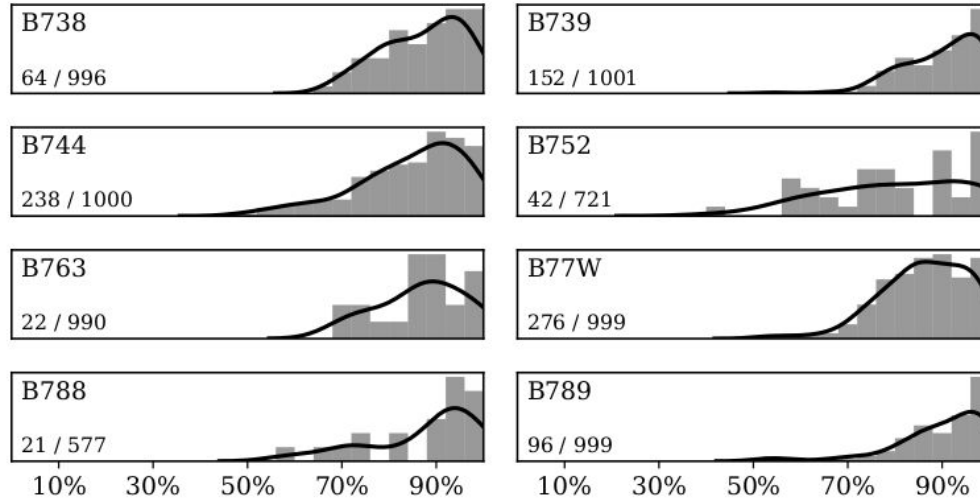 B738
64 / 996
B739
152 / 1001
B744
238 / 1000
B752
42 / 721
B763
22 / 990
B77W
276 / 999
B788
21 / 577
B789
96 / 999
10% 30% 50% 70% 90%
10% 30% 50% 70% 90%